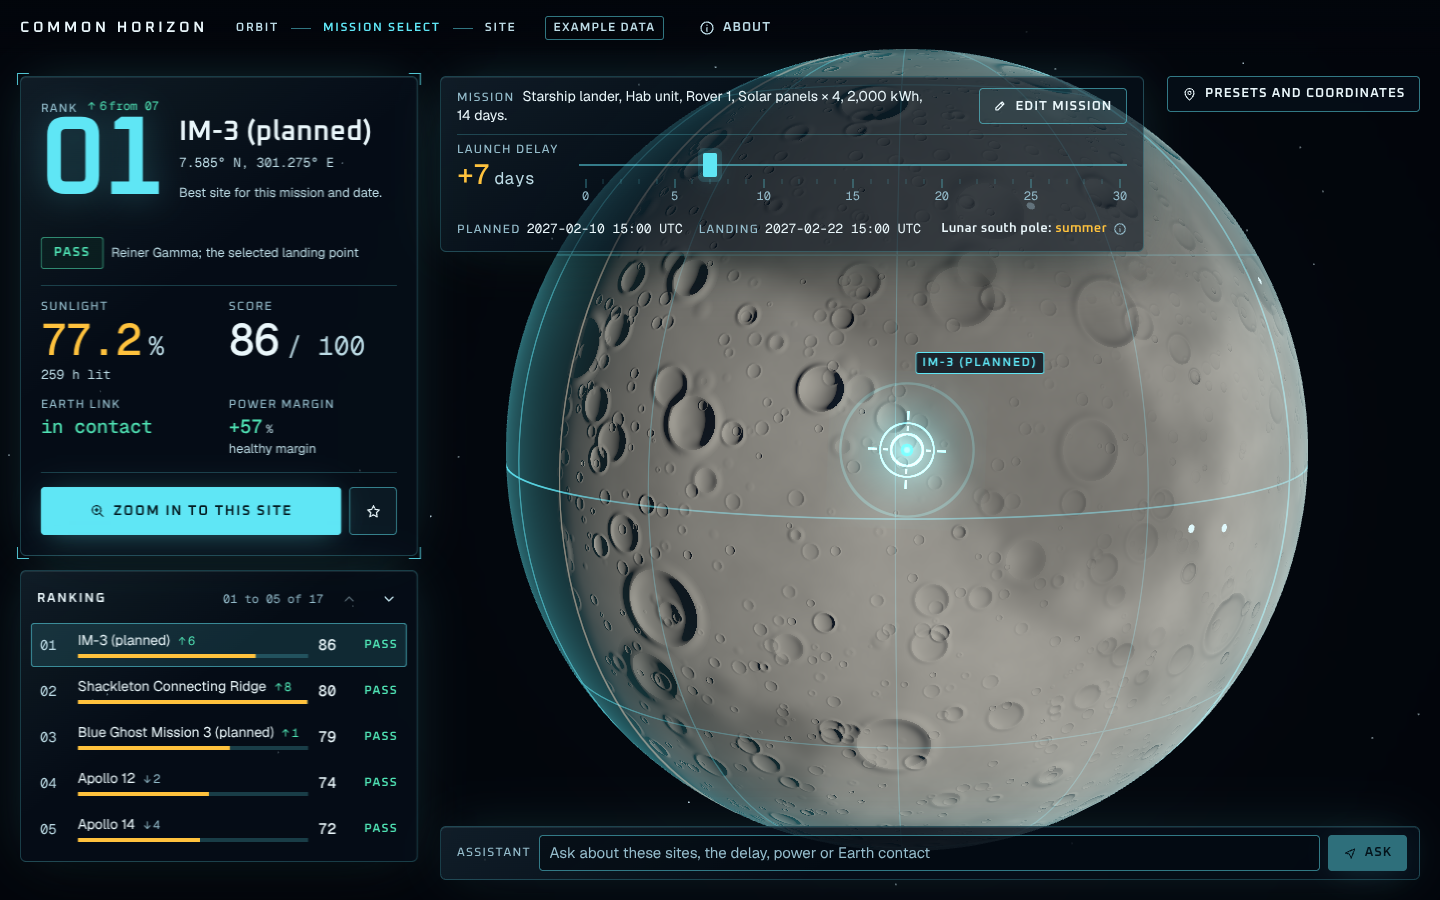 COMMON HORIZON
ORBIT
MISSION SELECT
SITE
EXAMPLE DATA
ABOUT
RANK ↑ 6 from 07
01
IM-3 (planned)
7.585° N, 301.275° E ·
Best site for this mission and date.
PASS Reiner Gamma; the selected landing point
SUNLIGHT
77.2 %
259 h lit
SCORE
86 / 100
EARTH LINK
in contact
POWER MARGIN
+57 %
healthy margin
ZOOM IN TO THIS SITE
RANKING 01 to 05 of 17
01 IM-3 (planned) ↑ 6 86 PASS
02 Shackleton Connecting Ridge ↑ 8 80 PASS
03 Blue Ghost Mission 3 (planned) ↑ 1 79 PASS
04 Apollo 12 ↓ 2 74 PASS
05 Apollo 14 ↓ 4 72 PASS
MISSION Starship lander, Hab unit, Rover 1, Solar panels × 4, 2,000 kWh,
14 days.
EDIT MISSION
LAUNCH DELAY
+7 days
0 5 10 15 20 25 30
PLANNED 2027-02-10 15:00 UTC LANDING 2027-02-22 15:00 UTC Lunar south pole: summer
PRESETS AND COORDINATES
IM-3 (PLANNED)
ASSISTANT Ask about these sites, the delay, power or Earth contact ASK